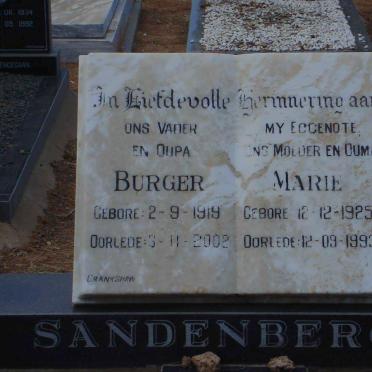 In Liefdevolle Herinnering aan
ONS VADER
EN OUPA
BURGER
GEBORE: 2-9-1919
OORLEDE: 3-11-2002
MY EGGENOTE,
ONS MOEDER EN OUMA
MARIE
GEBORE: 12-12-1925
OORLEDE: 12-09-199
SANDENBERG